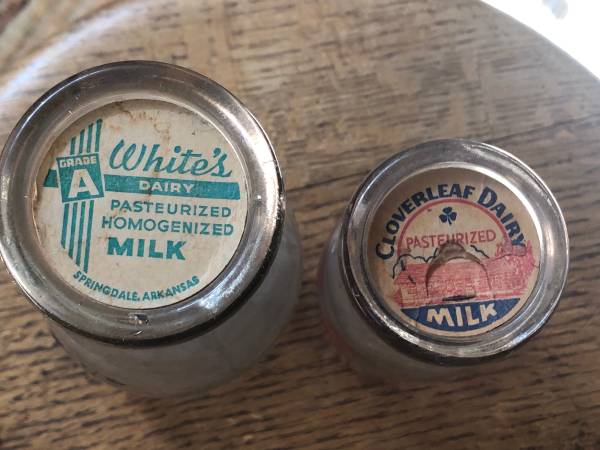 GRADE
A
White's
DAIRY
PASTEURIZED
HOMOGENIZED
MILK
SPRINGDALE, ARKANSAS
CLOVERLEAF DAIRY
PASTEURIZED
MILK